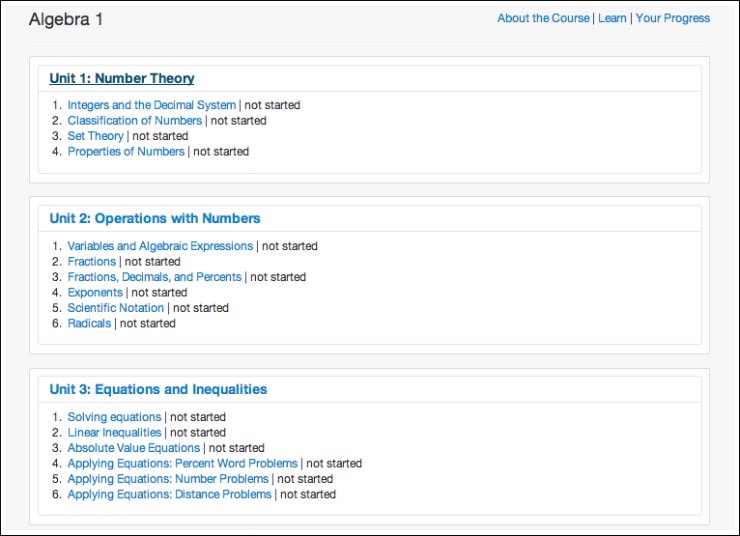 Algebra 1
About the Course | Learn | Your Progress
Unit 1: Number Theory
1. Integers and the Decimal System | not started
2. Classification of Numbers | not started
3. Set Theory | not started
4. Properties of Numbers | not started
Unit 2: Operations with Numbers
1. Variables and Algebraic Expressions | not started
2. Fractions | not started
3. Fractions, Decimals, and Percents | not started
4. Exponents | not started
5. Scientific Notation | not started
6. Radicals | not started
Unit 3: Equations and Inequalities
1. Solving equations | not started
2. Linear Inequalities | not started
3. Absolute Value Equations | not started
4. Applying Equations: Percent Word Problems | not started
5. Applying Equations: Number Problems | not started
6. Applying Equations: Distance Problems | not started